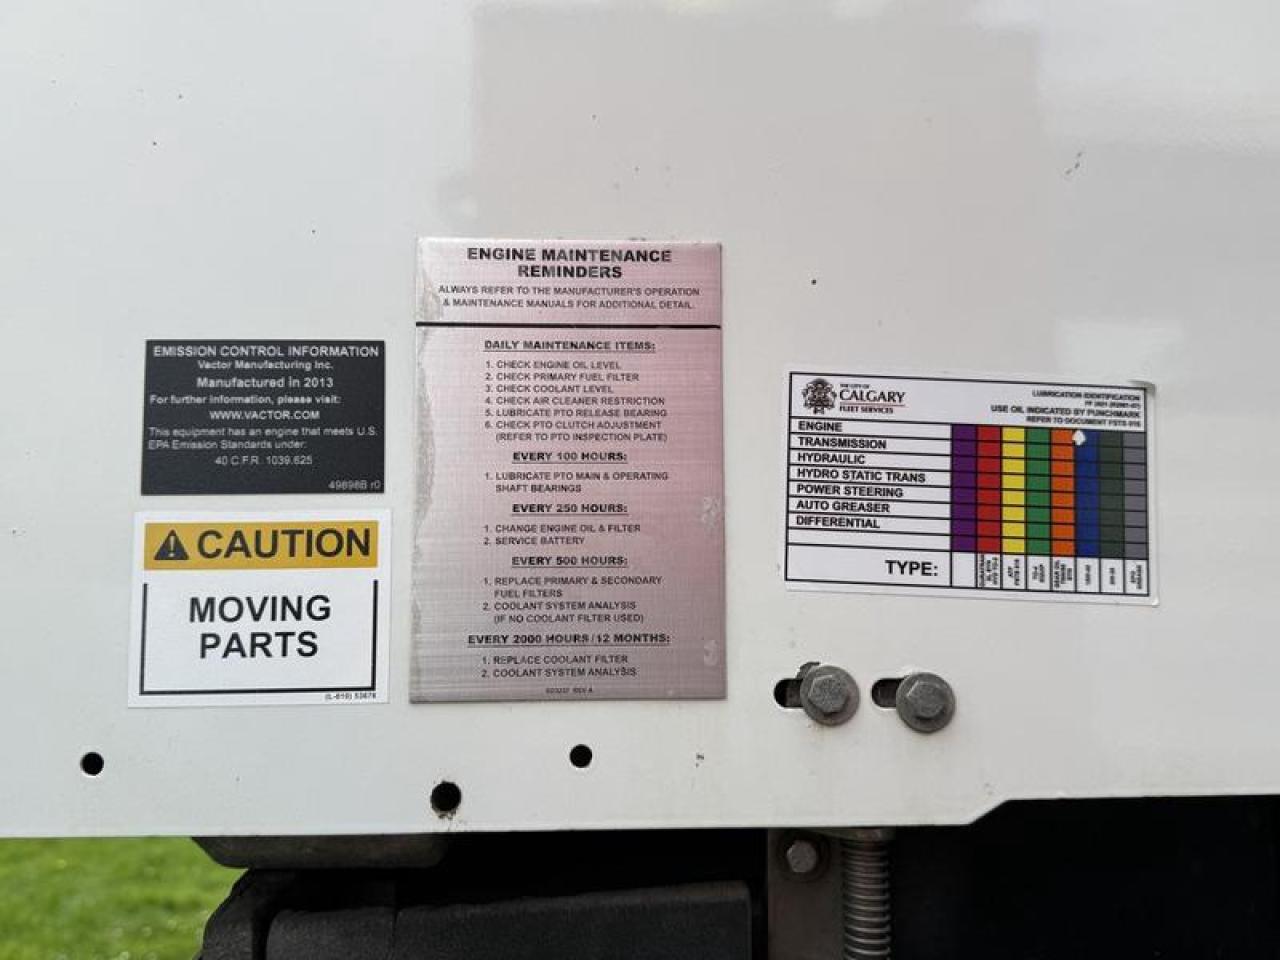 EMISSION CONTROL INFORMATION
Vactor Manufacturing Inc.
Manufactured in 2013
For further information, please visit:
WWW.VACTOR.COM
This equipment has an engine that meets U.S.
EPA Emission Standards under:
40 C.F.R. 1039.625
49898B r0
CAUTION
MOVING
PARTS
ENGINE MAINTENANCE
REMINDERS
ALWAYS REFER TO THE MANUFACTURER'S OPERATION
& MAINTENANCE MANUALS FOR ADDITIONAL DETAIL.
DAILY MAINTENANCE ITEMS:
1. CHECK ENGINE OIL LEVEL
2. CHECK PRIMARY FUEL FILTER
3. CHECK COOLANT LEVEL
4. CHECK AIR CLEANER RESTRICTION
5. LUBRICATE PTO RELEASE BEARING
6. CHECK PTO CLUTCH ADJUSTMENT
(REFER TO PTO INSPECTION PLATE)
EVERY 100 HOURS:
1. LUBRICATE PTO MAIN & OPERATING
SHAFT BEARINGS
EVERY 250 HOURS:
1. CHANGE ENGINE OIL & FILTER
2. SERVICE BATTERY
EVERY 500 HOURS:
1. REPLACE PRIMARY & SECONDARY
FUEL FILTERS
2. COOLANT SYSTEM ANALYSIS
(IF NO COOLANT FILTER USED)
EVERY 2000 HOURS/12 MONTHS:
1. REPLACE COOLANT FILTER
2. COOLANT SYSTEM ANALYSIS
THE CITY OF
CALGARY
FLEET SERVICES
LUBRICATION IDENTIFICATION
USE OIL INDICATED BY PUNCHMARK
REFER TO DOCUMENT
ENGINE
TRANSMISSION
HYDRAULIC
HYDRO STATIC TRANS
POWER STEERING
AUTO GREASER
DIFFERENTIAL
TYPE: